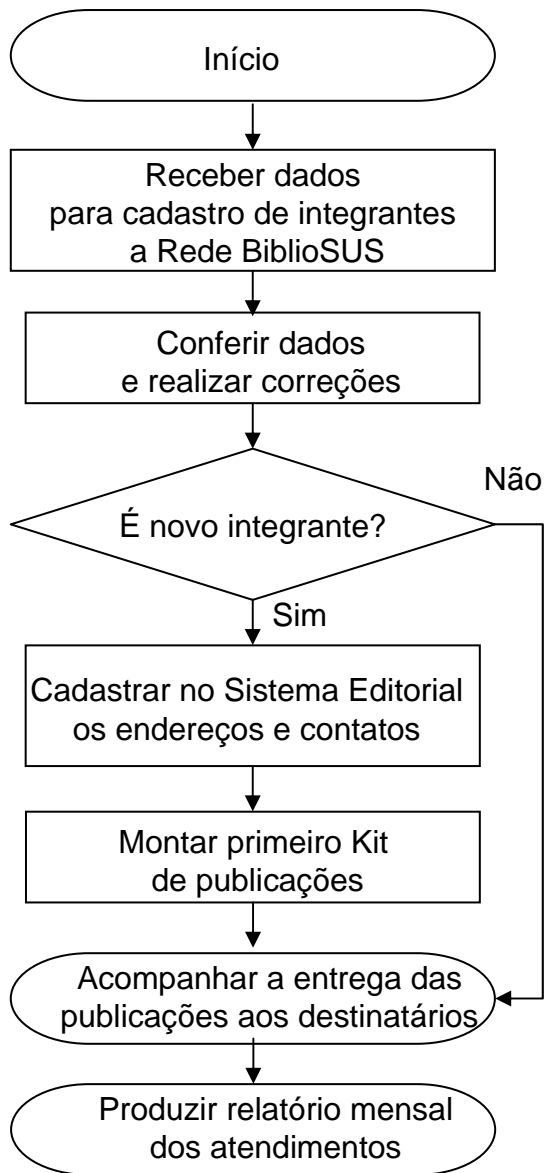 Início
Receber dados
para cadastro de integrantes
a Rede BiblioSUS
Conferir dados
e realizar correções
É novo integrante?
Não
Sim
Cadastrar no Sistema Editorial
os endereços e contatos
Montar primeiro Kit
de publicações
Acompanhar a entrega das
publicações aos destinatários
Produzir relatório mensal
dos atendimentos